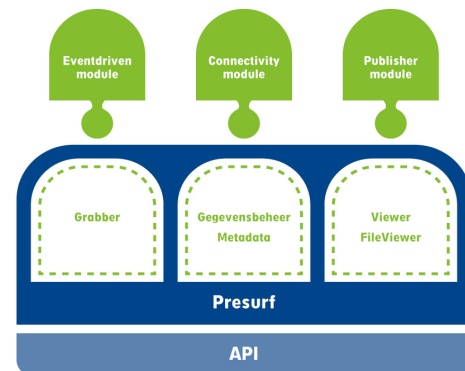 Eventdriven
module
Connectivity
module
Publisher
module
Grabber
Gegevensbeheer
Metadata
Viewer
FileViewer
Presurf
API